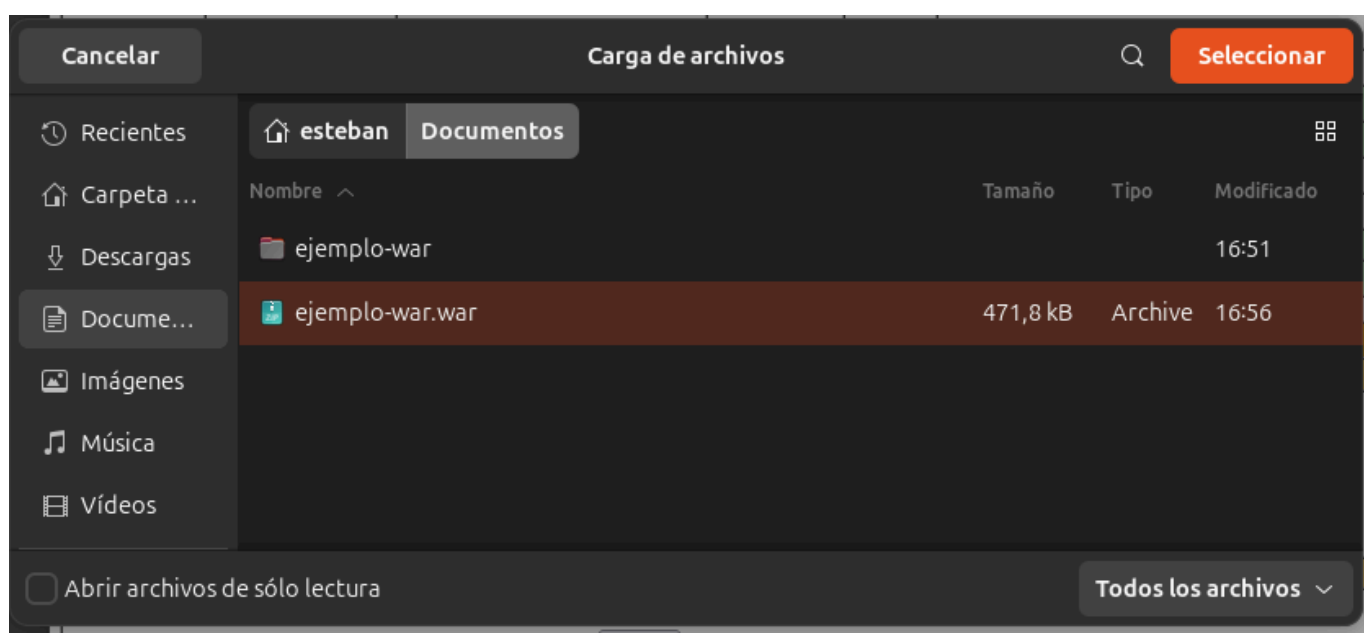 Cancelar Carga de archivos Seleccionar
Recientes
Carpeta ...
Descargas
Docume...
Imágenes
Música
Vídeos
esteban Documentos
Nombre Tamaño Tipo Modificado
ejemplo-war 16:51
ejemplo-war.war 471,8 kB Archive 16:56
Abrir archivos de sólo lectura Todos los archivos